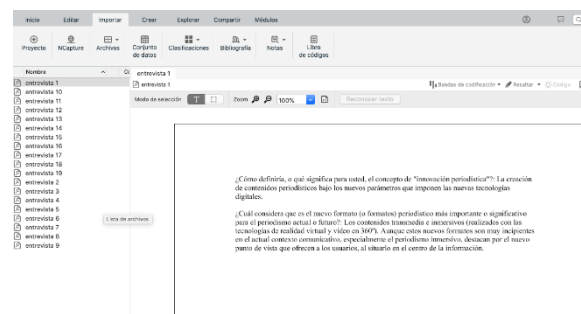 Inicio Editar Importar Crear Explorar Compartir Módulos
Proyecto NCapture Archivos Conjunto de datos Clasificaciones Bibliografía Notas Libro de códigos
Nombre
entrevista 1
entrevista 10
entrevista 11
entrevista 12
entrevista 13
entrevista 14
entrevista 15
entrevista 16
entrevista 17
entrevista 18
entrevista 19
entrevista 2
entrevista 3
entrevista 4
entrevista 5
entrevista 6
entrevista 7
entrevista 8
entrevista 9
Lista de archivos
entrevista 1
entrevista 1
Bandas de codificación Resaltar Código
Modo de selección T Zoom 100% Reconocer texto
¿Cómo definiría, o qué significa para usted, el concepto de "innovación periodística"?: La creación
de contenidos periodísticos bajo los nuevos parámetros que imponen las nuevas tecnologías
digitales.
¿Cuál considera que es el nuevo formato (o formatos) periodístico más importante o significativo
para el periodismo actual o futuro?: Los contenidos transmedia e inmersivos (realizados con las
tecnologías de realidad virtual y vídeo en 360º). Aunque estos nuevos formatos son muy incipientes
en el actual contexto comunicativo, especialmente el periodismo inmersivo, destacan por el nuevo
punto de vista que ofrecen a los usuarios, al situarlo en el centro de la información.